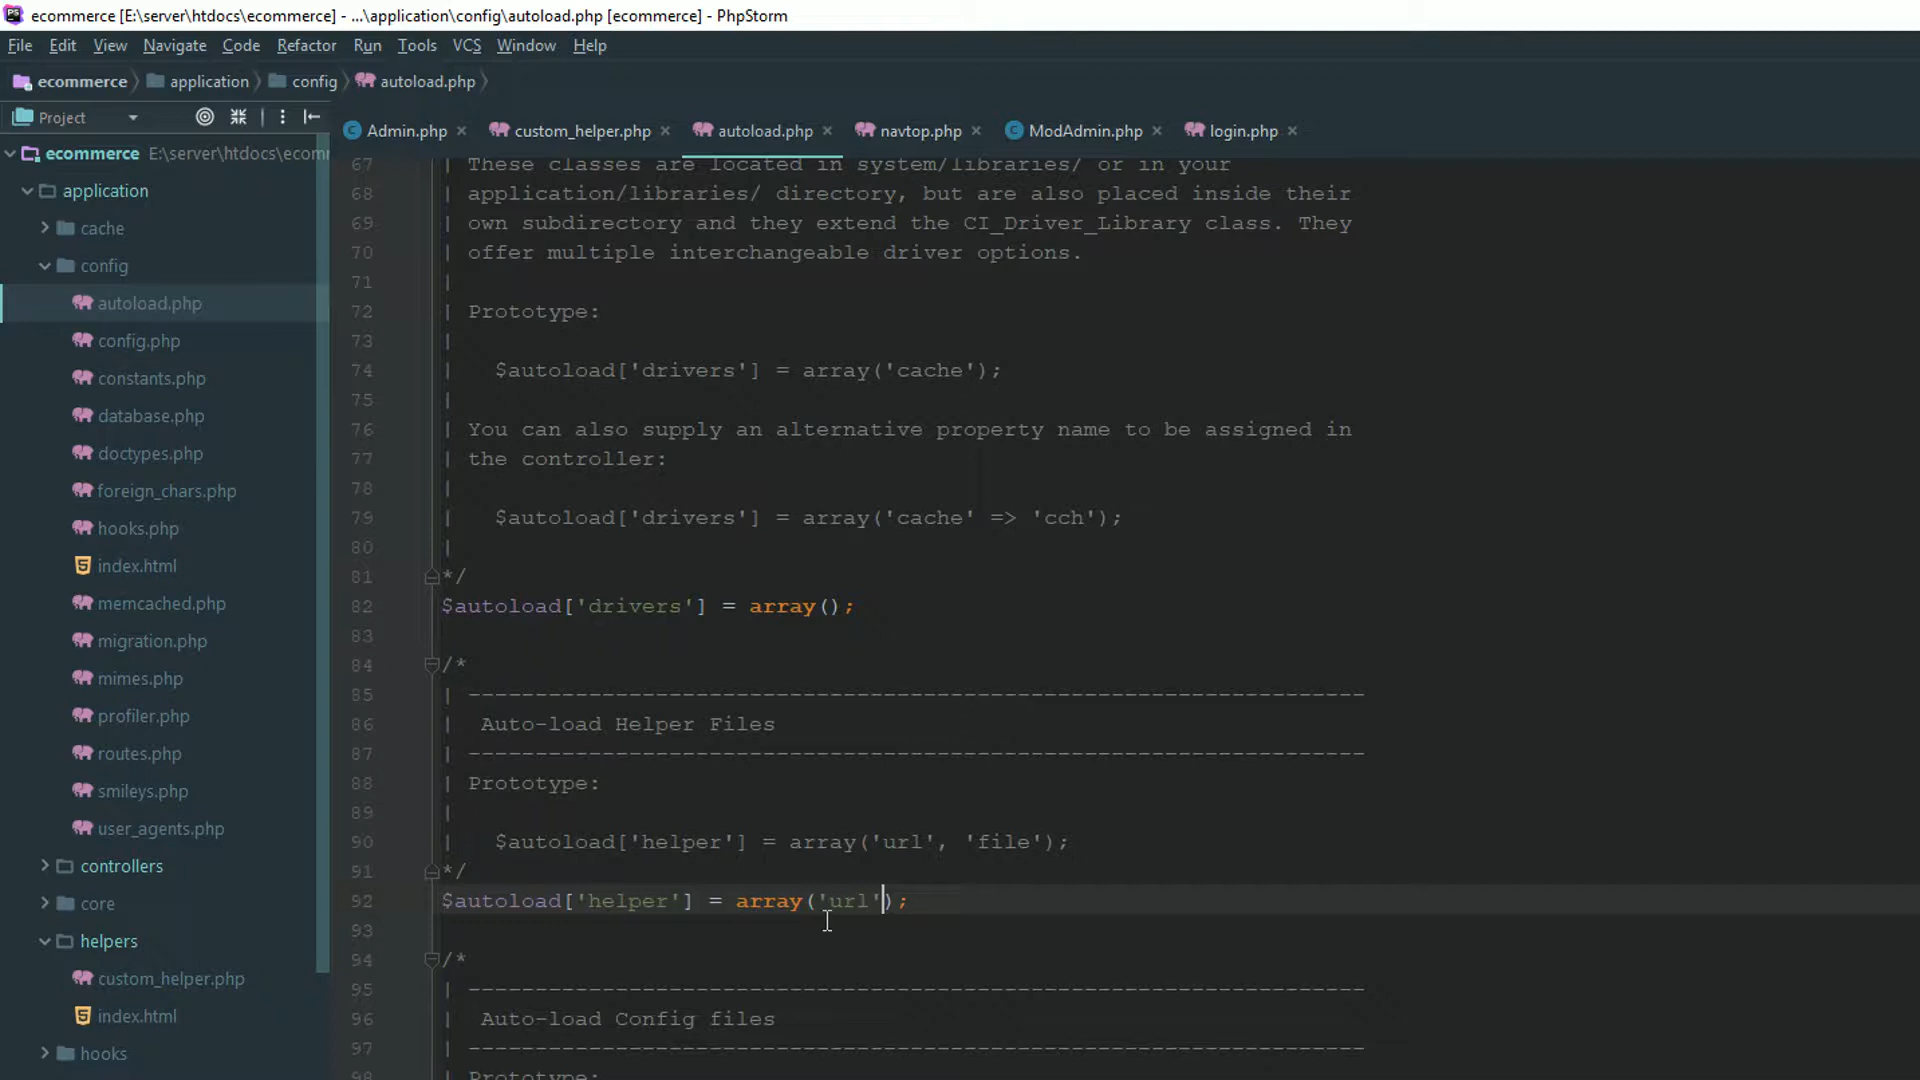 ecommerce [E:\server\htdocs\ecommerce] - ...\application\config\autoload.php [ecommerce] - PhpStorm
File Edit View Navigate Code Refactor Run Tools VCS Window Help
ecommerce application config autoload.php
Project
Admin.php custom_helper.php autoload.php navtop.php ModAdmin.php login.php
ecommerce E:\server\htdocs\ecomm
application
cache
config
autoload.php
config.php
constants.php
database.php
doctypes.php
foreign_chars.php
hooks.php
index.html
memcached.php
migration.php
mimes.php
profiler.php
routes.php
smileys.php
user_agents.php
controllers
core
helpers
custom_helper.php
index.html
hooks
67 | These classes are located in system/libraries/ or in your
68 | application/libraries/ directory, but are also placed inside their
69 | own subdirectory and they extend the CI_Driver_Library class. They
70 | offer multiple interchangeable driver options.
71 |
72 | Prototype:
73 |
74 | $autoload['drivers'] = array('cache');
75 |
76 | You can also supply an alternative property name to be assigned in
77 | the controller:
78 |
79 | $autoload['drivers'] = array('cache' => 'cch');
80 |
81 */
82 $autoload['drivers'] = array();
83
84 /*
85 | -------------------------------------------------------------------
86 | Auto-load Helper Files
87 | -------------------------------------------------------------------
88 | Prototype:
89 |
90 | $autoload['helper'] = array('url', 'file');
91 */
92 $autoload['helper'] = array('url');
93
94 /*
95 | -------------------------------------------------------------------
96 | Auto-load Config files
97 | -------------------------------------------------------------------
98 | Prototype: